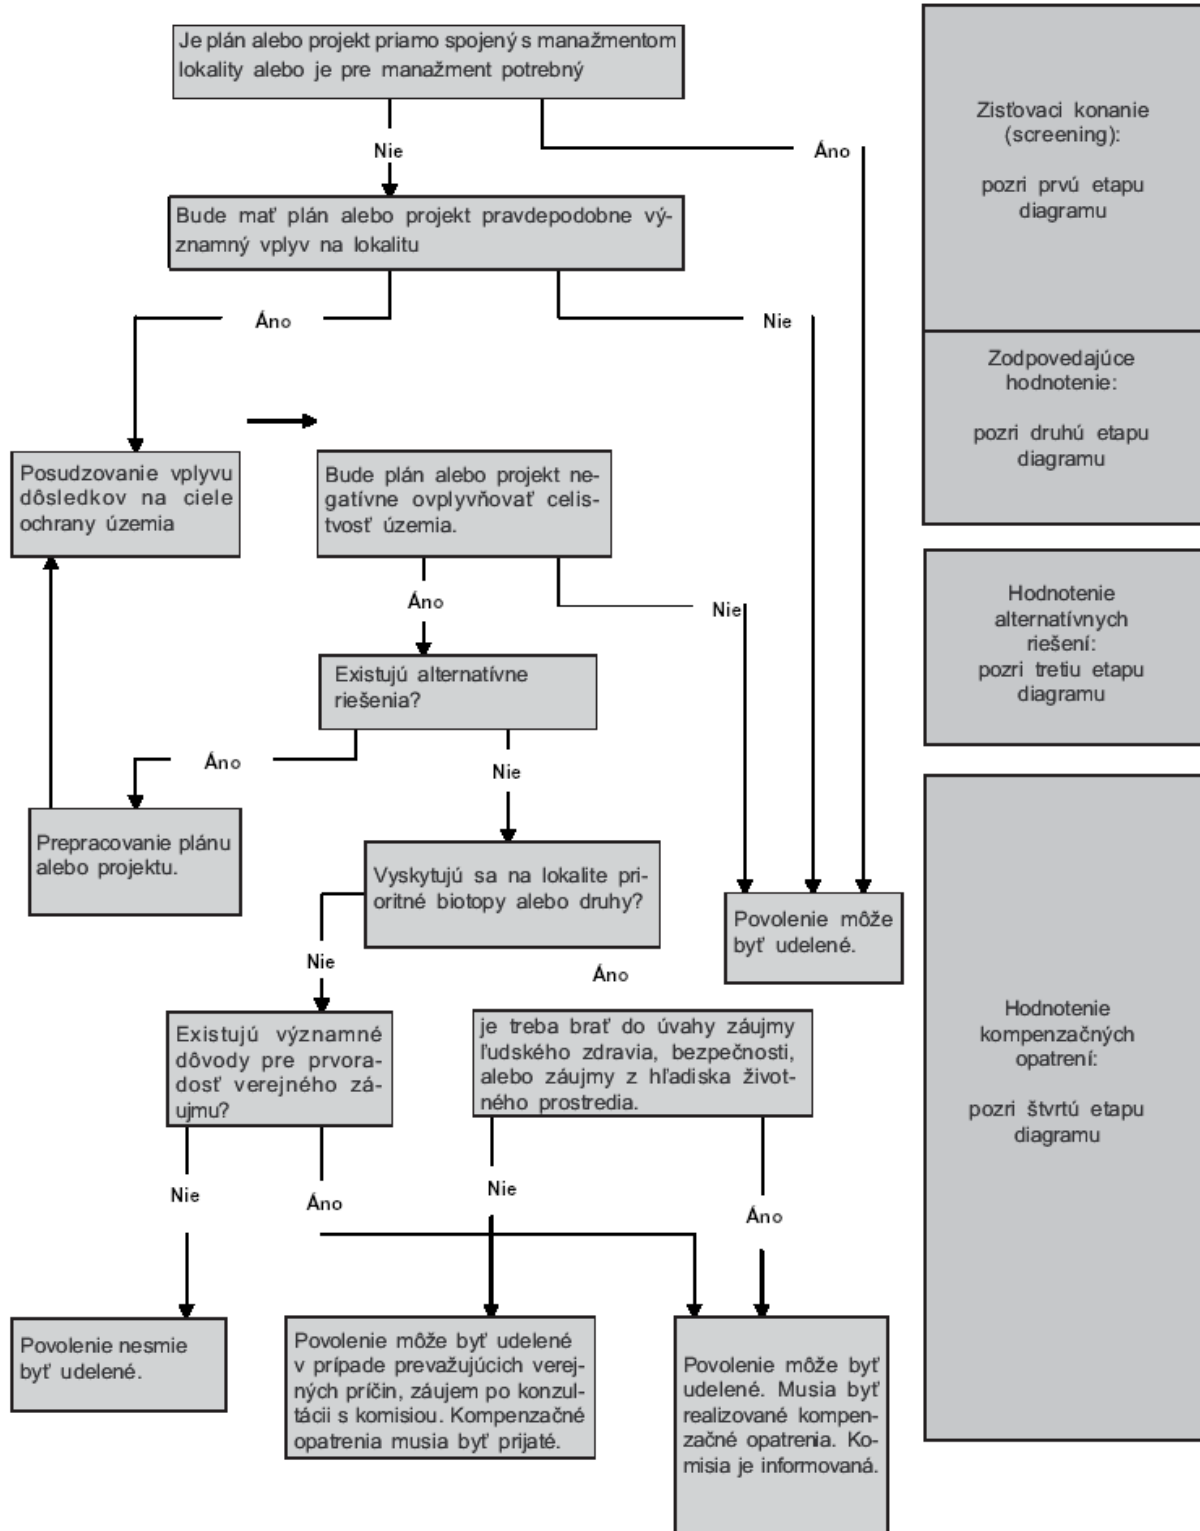 Je plán alebo projekt priamo spojený s manažmentom
lokality alebo je pre manažment potrebný
Nie
Áno
Bude mať plán alebo projekt pravdepodobne vý-
znamný vplyv na lokalitu
Áno
Nie
Posudzovanie vplyvu
dôsledkov na ciele
ochrany územia
Bude plán alebo projekt ne-
gatívne ovplyvňovať celis-
tvosť územia.
Áno
Nie
Existujú alternatívne
riešenia?
Áno
Nie
Prepracovanie plánu
alebo projektu.
Vyskytujú sa na lokalite pri-
oritné biotopy alebo druhy?
Povolenie môže
byť udelené.
Nie
Áno
Existujú významné
dôvody pre prvora-
dosť verejného zá-
ujmu?
je treba brať do úvahy záujmy
ľudského zdravia, bezpečnosti,
alebo záujmy z hľadiska život-
ného prostredia.
Nie
Áno
Nie
Áno
Povolenie nesmie
byť udelené.
Povolenie môže byť udelené
v prípade prevažujúcich verej-
ných príčin, záujem po konzul-
tácii s komisiou. Kompenzačné
opatrenia musia byť prijaté.
Povolenie môže byť
udelené. Musia byť
realizované kompen-
začné opatrenia. Ko-
misia je informovaná.
Zisťovaci konanie
(screening):
pozri prvú etapu
diagramu
Zodpovedajúce
hodnotenie:
pozri druhú etapu
diagramu
Hodnotenie
alternatívnych
riešení:
pozri tretiu etapu
diagramu
Hodnotenie
kompenzačných
opatrení:
pozri štvrtú etapu
diagramu